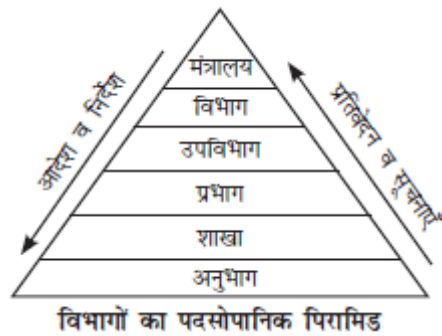 मंत्रालय
विभाग
उपविभाग
प्रभाग
शाखा
अनुभाग
आदेश व निर्देश
प्रतिवेदन व सूचनाएँ
विभागों का पदसोपानिक पिरामिड